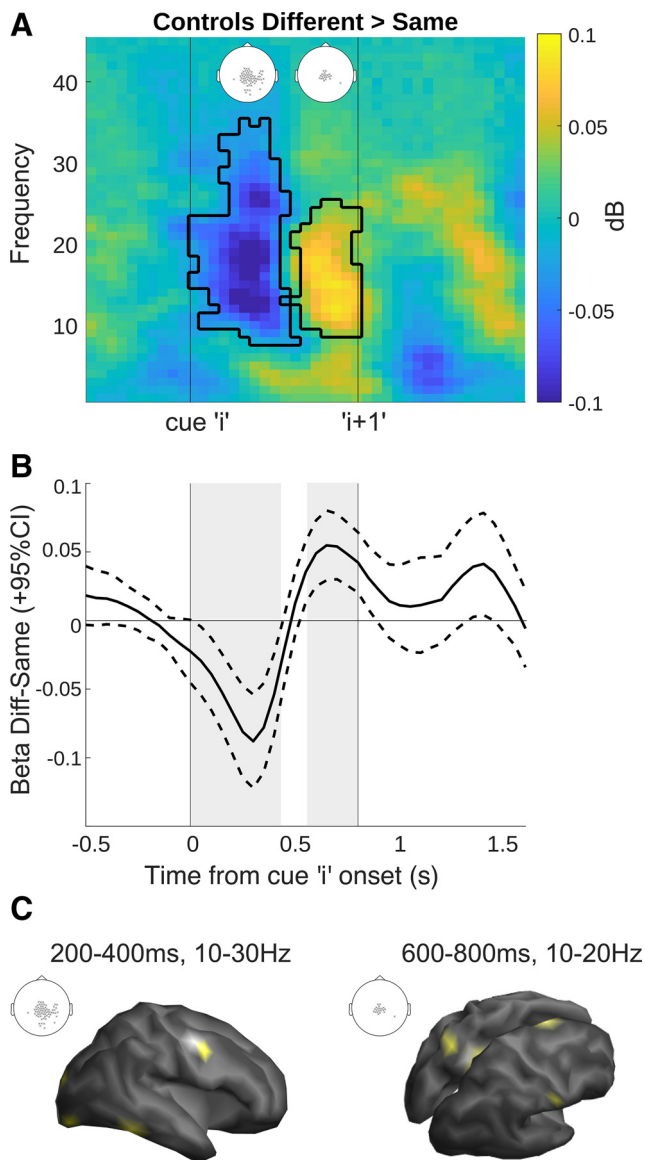 A
Controls Different > Same
40
30
20
10
Frequency
cue 'i'
'i+1'
0.1
0.05
0
-0.05
-0.1
dB
B
0.1
0.05
0
-0.05
-0.1
Beta Diff-Same (+95%CI)
-0.5
0
0.5
1
1.5
Time from cue 'i' onset (s)
C
200-400ms, 10-30Hz
600-800ms, 10-20Hz